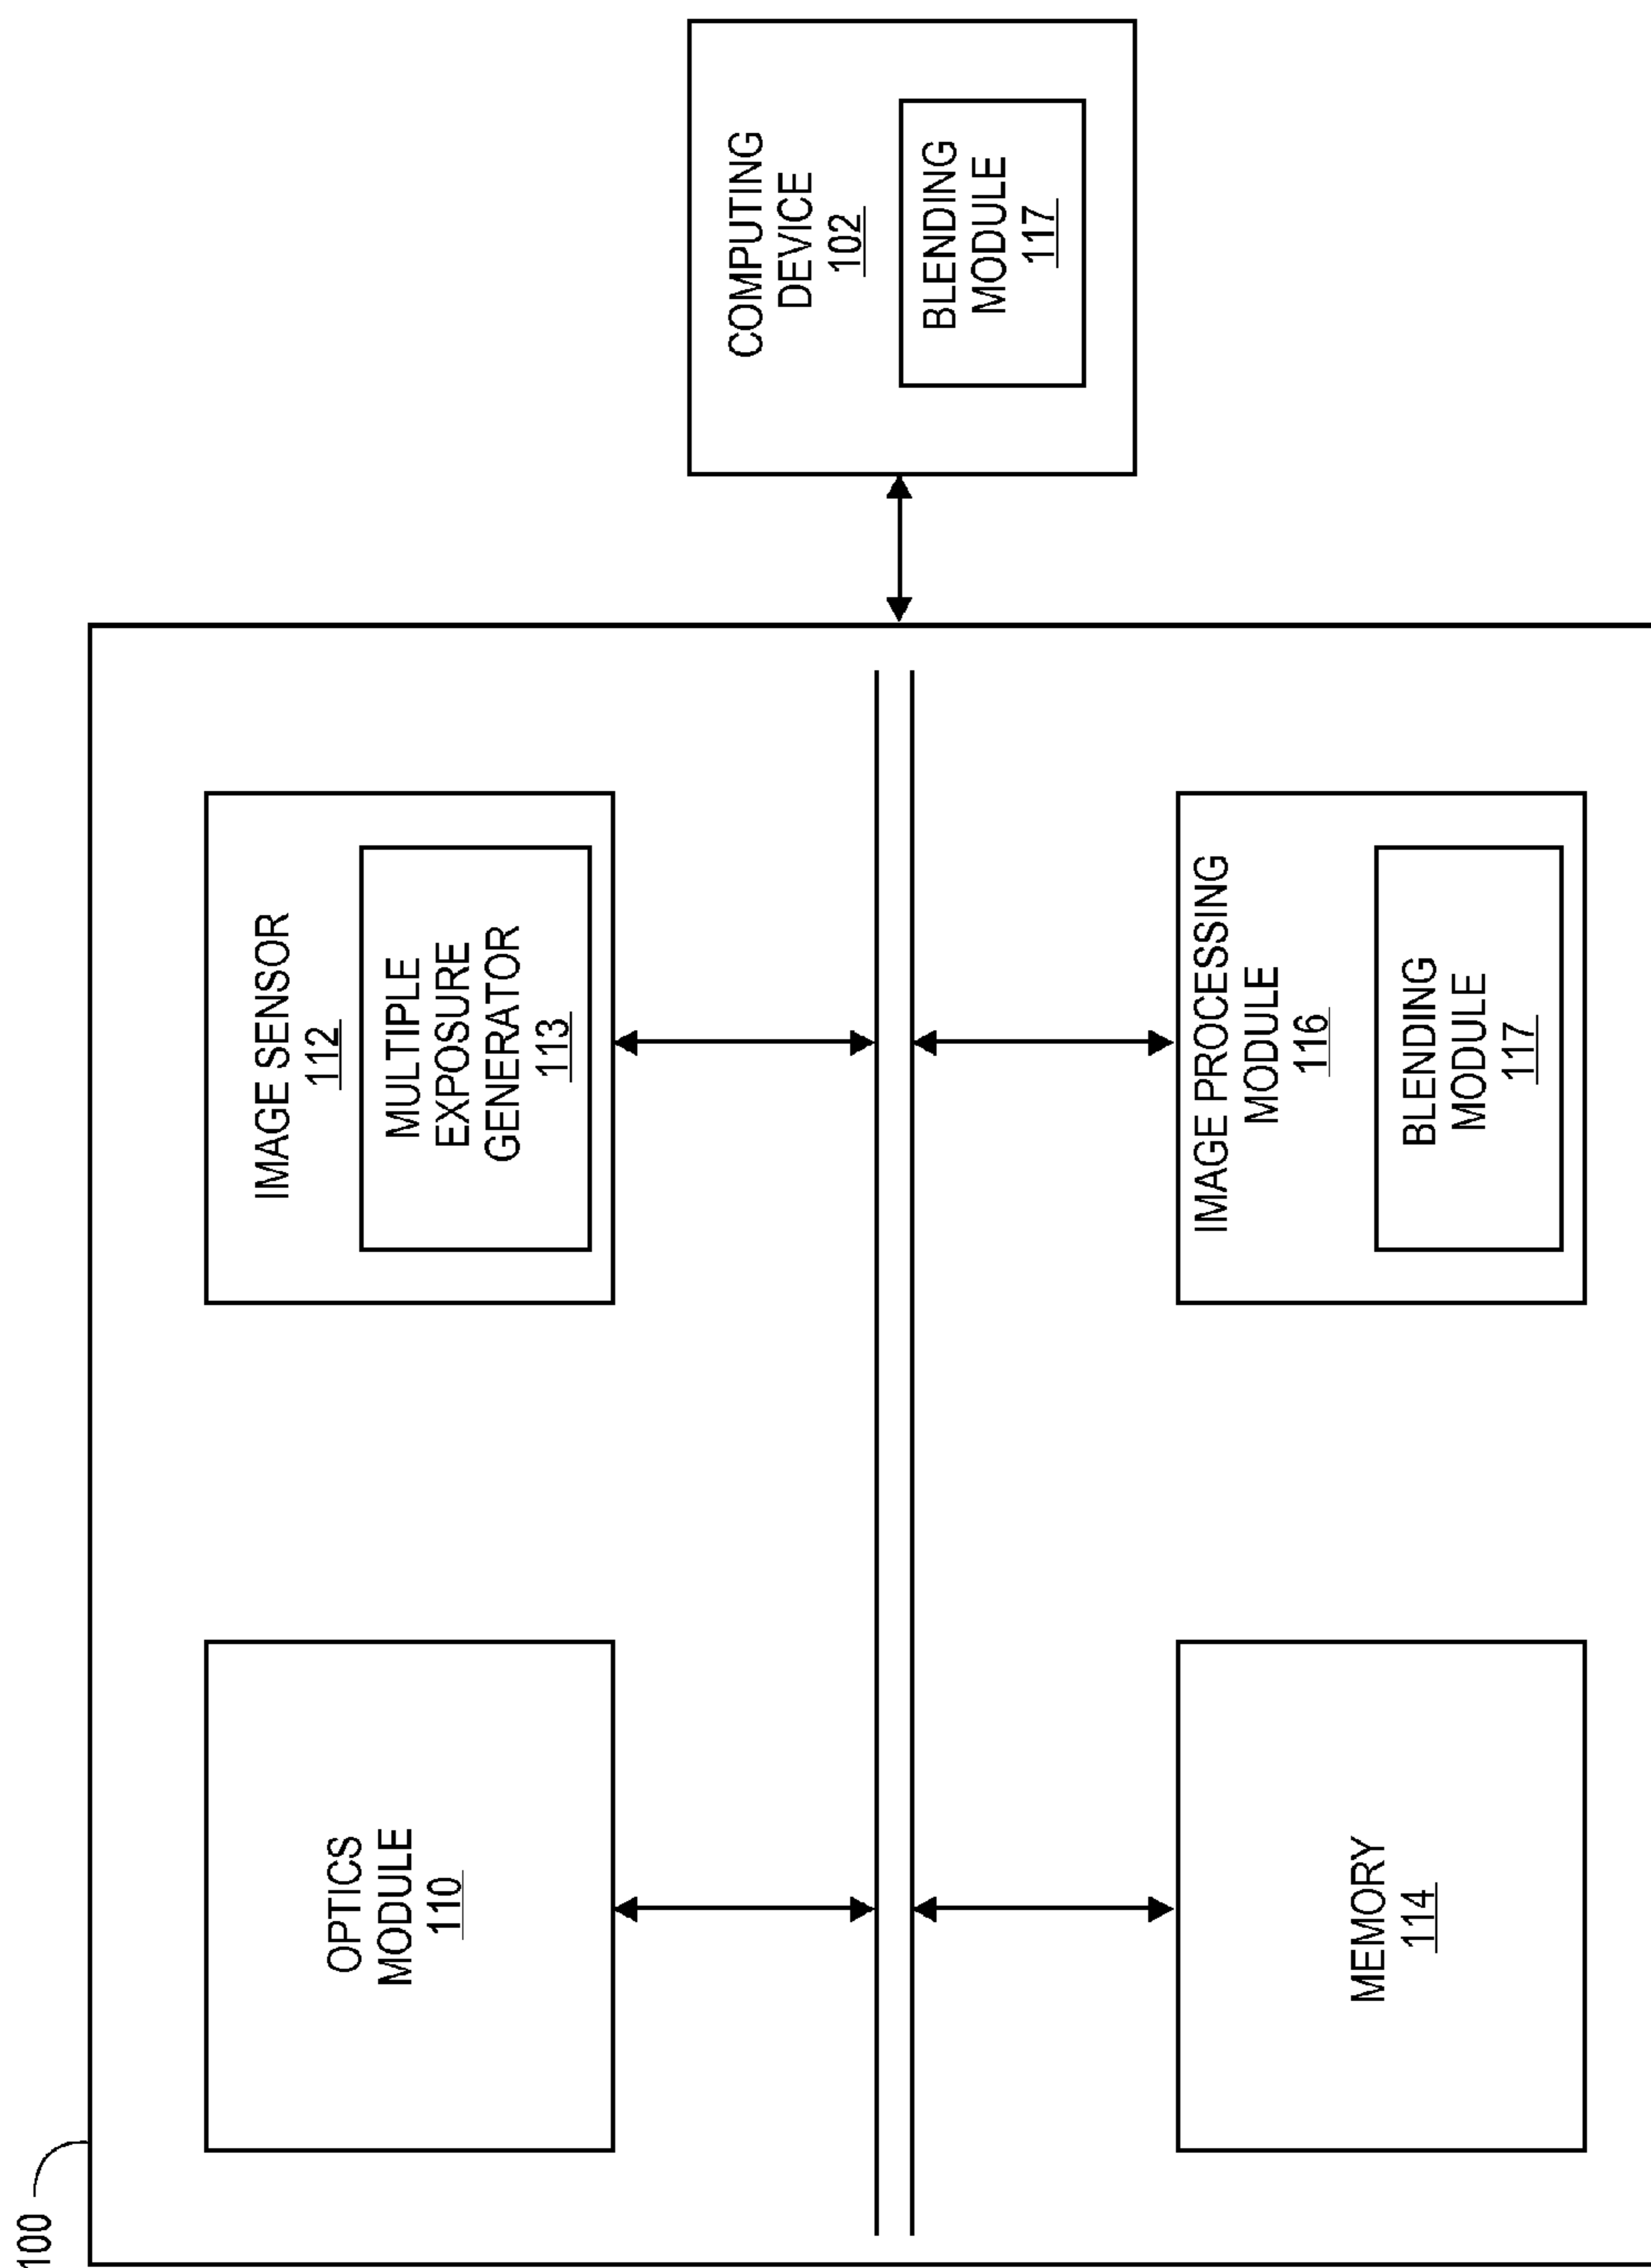 100
OPTICS
MODULE
110
IMAGE SENSOR
112
MULTIPLE
EXPOSURE
GENERATOR
113
MEMORY
114
IMAGE PROCESSING
MODULE
116
BLENDING
MODULE
117
COMPUTING
DEVICE
102
BLENDING
MODULE
117